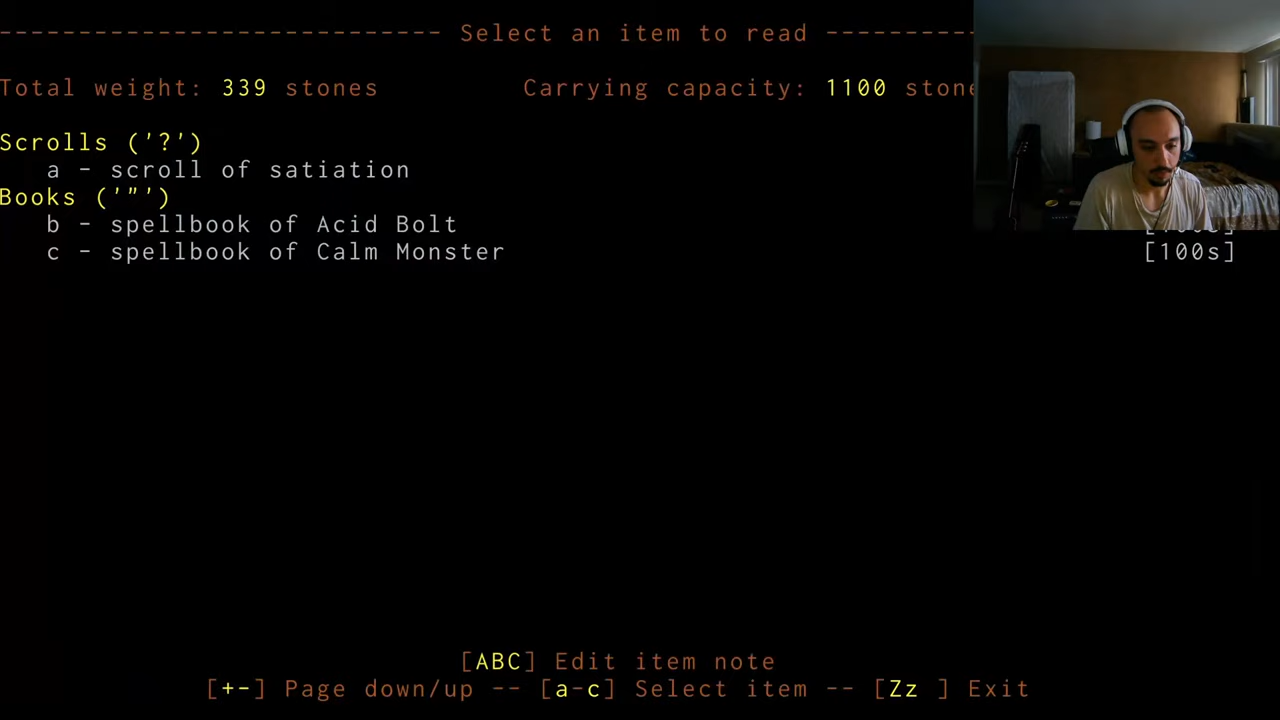 ---------------------------- Select an item to read ----------
Total weight: 339 stones Carrying capacity: 1100 stone
Scrolls ('?')
a - scroll of satiation
Books ('"')
b - spellbook of Acid Bolt
c - spellbook of Calm Monster [100s]
[ABC] Edit item note
[+-] Page down/up -- [a-c] Select item -- [Zz ] Exit